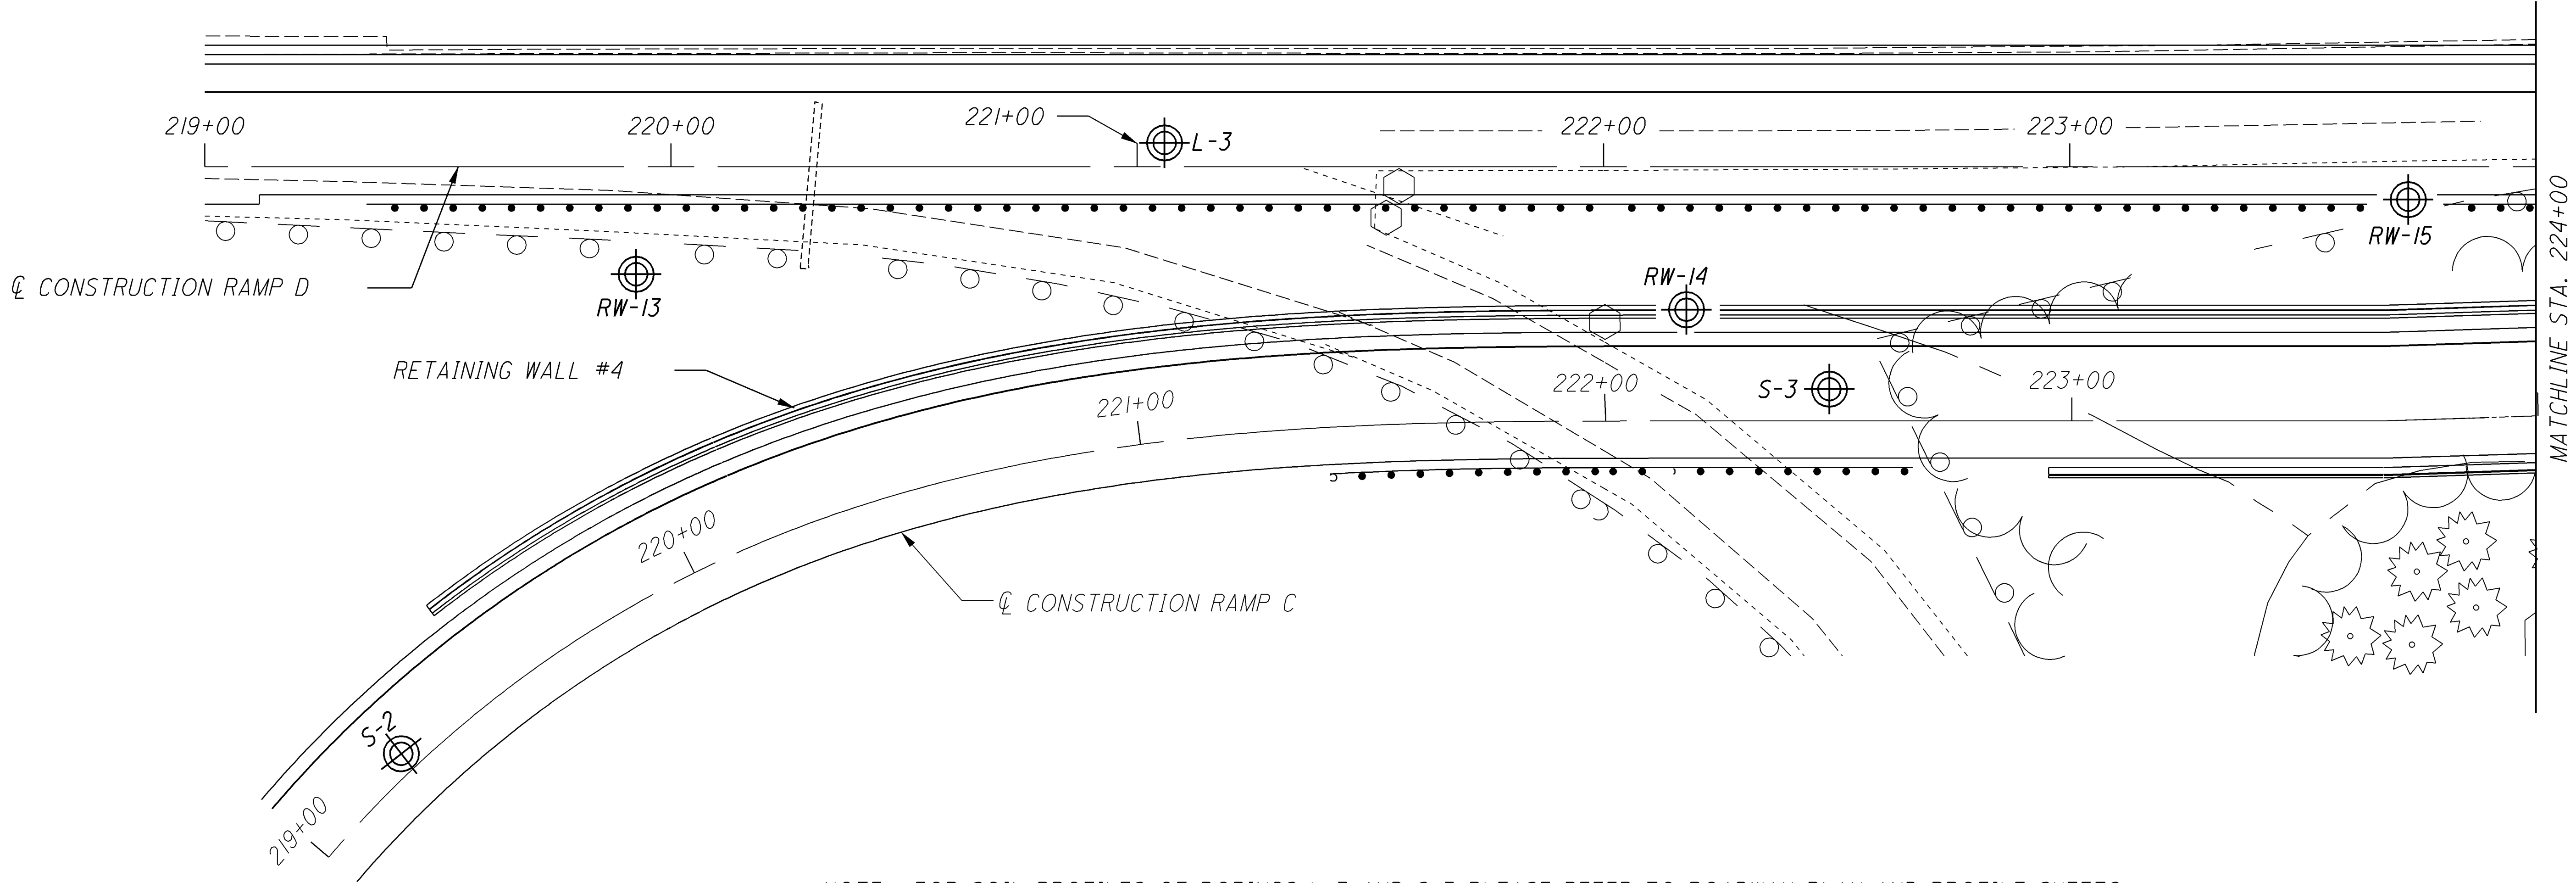 219+00
220+00
221+00
L-3
222+00
223+00
MATCHLINE STA. 224+00
RW-15
℄ CONSTRUCTION RAMP D
RW-13
RW-14
RETAINING WALL #4
221+00
222+00
S-3
223+00
220+00
℄ CONSTRUCTION RAMP C
S-2
219+00